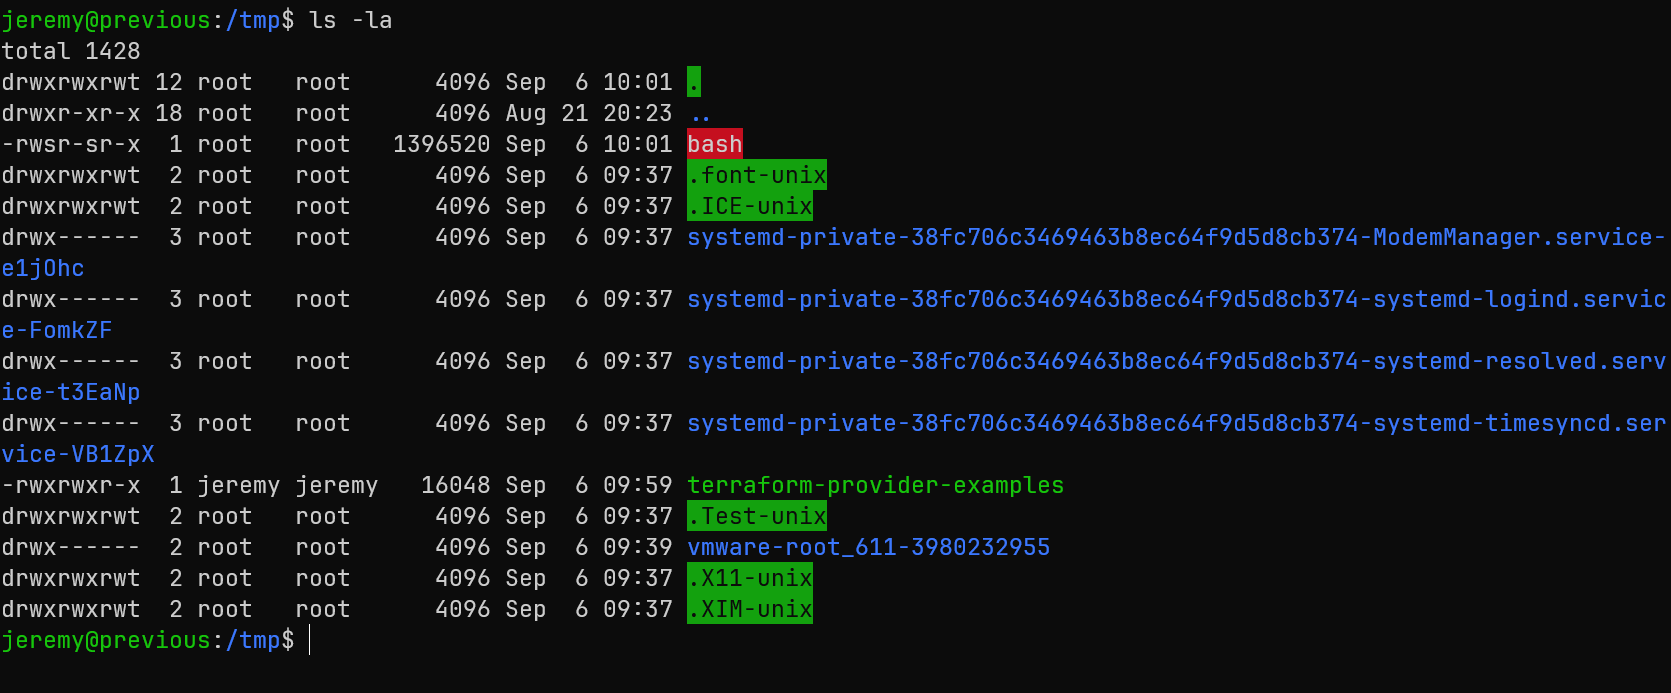 jeremy@previous:/tmp$ ls -la
total 1428
drwxrwxrwt 12 root   root      4096 Sep  6 10:01 .
drwxr-xr-x 18 root   root      4096 Aug 21 20:23 ..
-rwsr-sr-x  1 root   root   1396520 Sep  6 10:01 bash
drwxrwxrwt  2 root   root      4096 Sep  6 09:37 .font-unix
drwxrwxrwt  2 root   root      4096 Sep  6 09:37 .ICE-unix
drwx------  3 root   root      4096 Sep  6 09:37 systemd-private-38fc706c3469463b8ec64f9d5d8cb374-ModemManager.service-
e1jOhc
drwx------  3 root   root      4096 Sep  6 09:37 systemd-private-38fc706c3469463b8ec64f9d5d8cb374-systemd-logind.servic
e-FomkZF
drwx------  3 root   root      4096 Sep  6 09:37 systemd-private-38fc706c3469463b8ec64f9d5d8cb374-systemd-resolved.serv
ice-t3EaNp
drwx------  3 root   root      4096 Sep  6 09:37 systemd-private-38fc706c3469463b8ec64f9d5d8cb374-systemd-timesyncd.ser
vice-VB1ZpX
-rwxrwxr-x  1 jeremy jeremy   16048 Sep  6 09:59 terraform-provider-examples
drwxrwxrwt  2 root   root      4096 Sep  6 09:37 .Test-unix
drwx------  2 root   root      4096 Sep  6 09:39 vmware-root_611-3980232955
drwxrwxrwt  2 root   root      4096 Sep  6 09:37 .X11-unix
drwxrwxrwt  2 root   root      4096 Sep  6 09:37 .XIM-unix
jeremy@previous:/tmp$